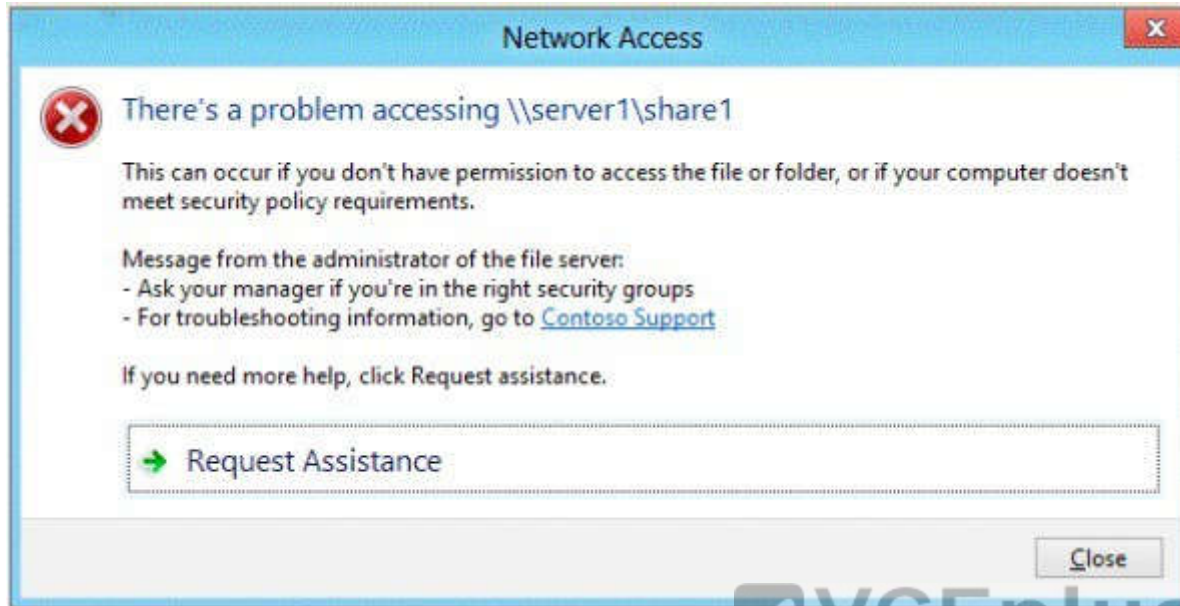 Network Access
There's a problem accessing \\server1\share1
This can occur if you don't have permission to access the file or folder, or if your computer doesn't
meet security policy requirements.
Message from the administrator of the file server:
- Ask your manager if you're in the right security groups
- For troubleshooting information, go to Contoso Support
If you need more help, click Request assistance.
Request Assistance
Close
VCEplus